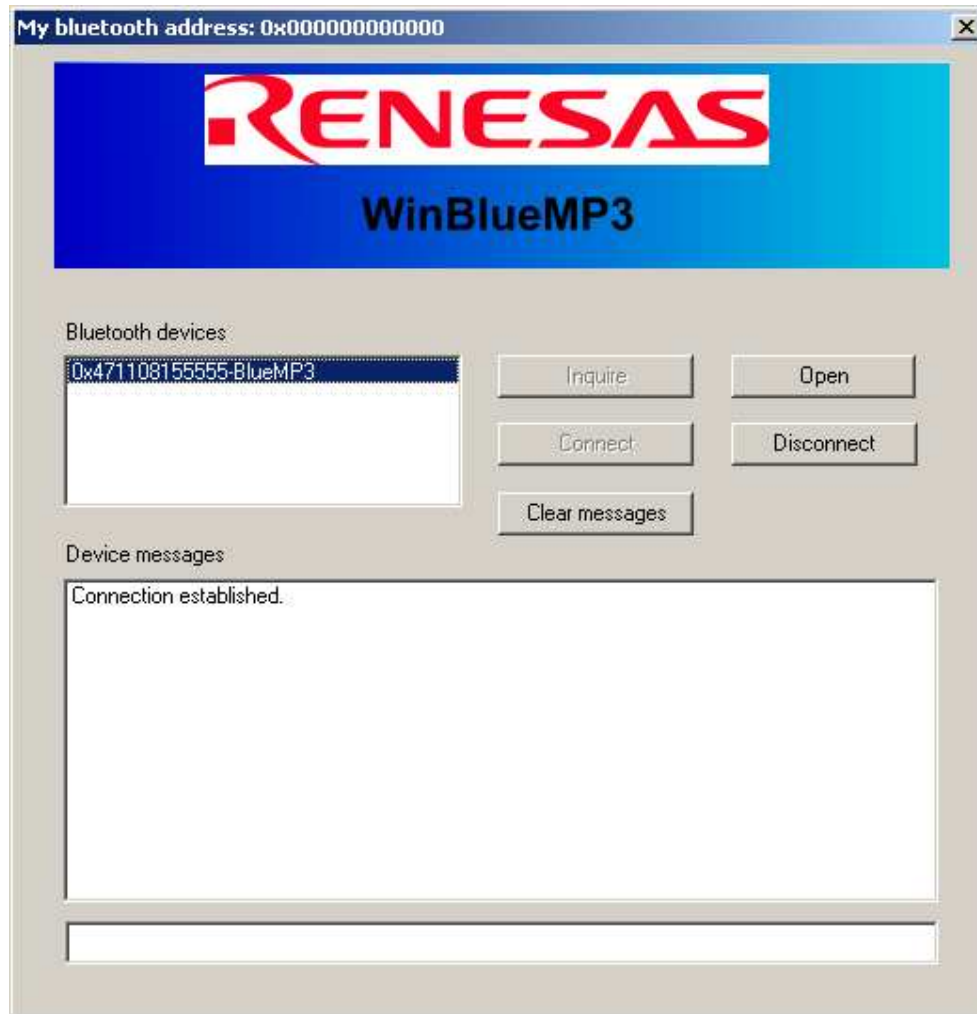 My bluetooth address: 0x000000000000
RENESAS
WinBlueMP3
Bluetooth devices
0x471108155555-BlueMP3
Inquire
Open
Connect
Disconnect
Clear messages
Device messages
Connection established.